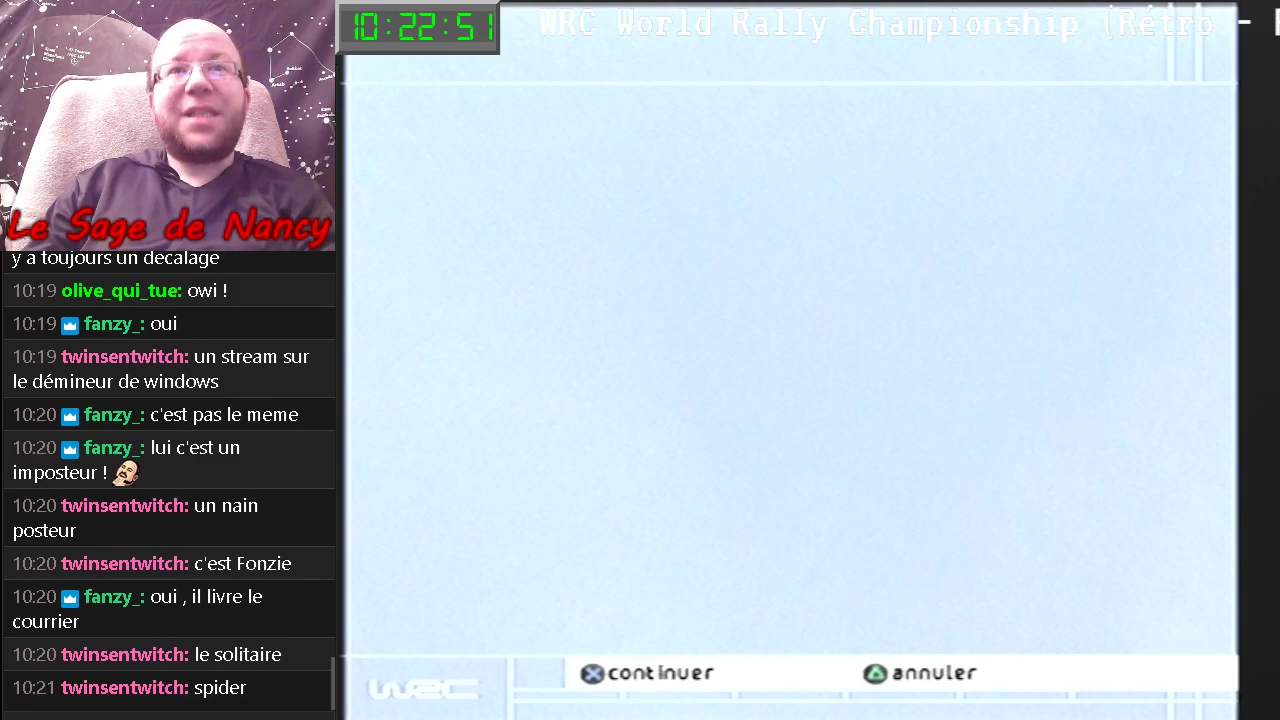 10:22:51
WRC World Rally Championship (Rétro -
Le Sage de Nancy
y a toujours un decalage
10:19 olive_qui_tue: owi !
10:19 fanzy_: oui
10:19 twinsentwitch: un stream sur
le démineur de windows
10:20 fanzy_: c'est pas le meme
10:20 fanzy_: lui c'est un
imposteur !
10:20 twinsentwitch: un nain
posteur
10:20 twinsentwitch: c'est Fonzie
10:20 fanzy_: oui , il livre le
courrier
10:20 twinsentwitch: le solitaire
10:21 twinsentwitch: spider
WRC
continuer
annuler